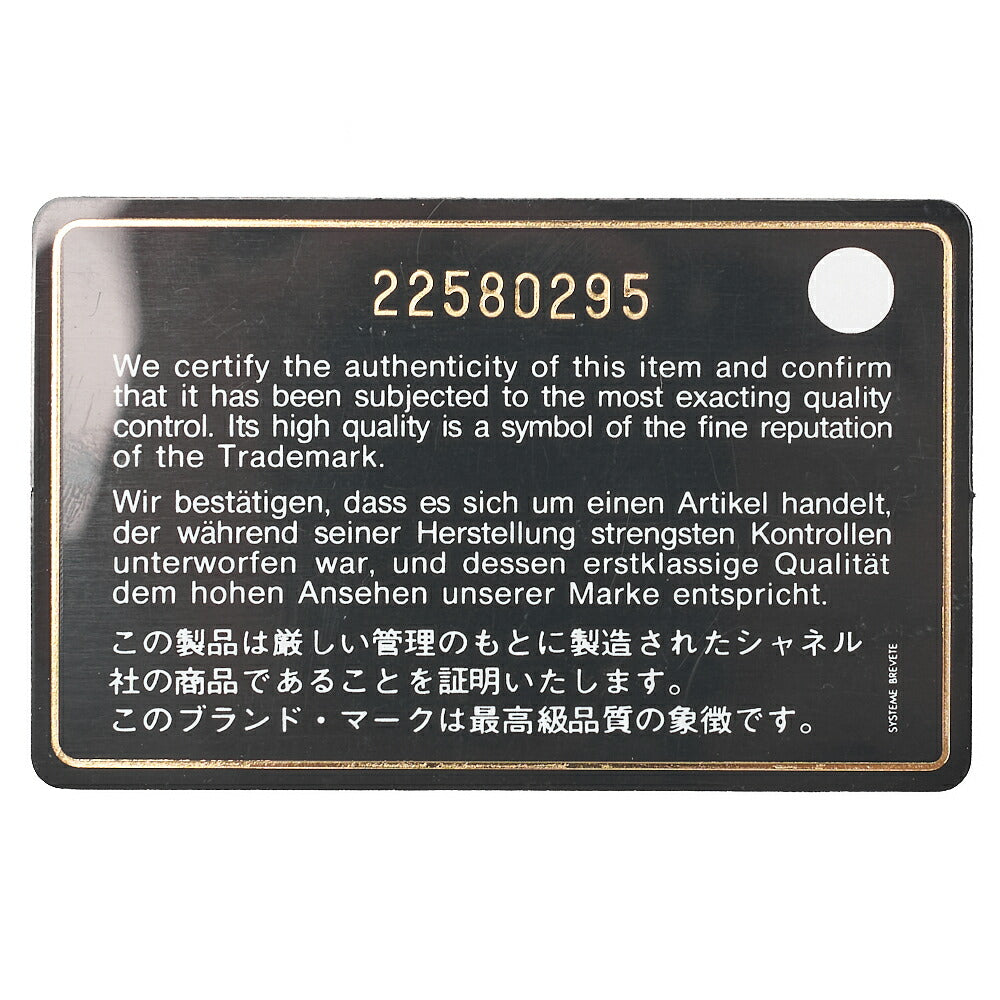 22580295
We certify the authenticity of this item and confirm
that it has been subjected to the most exacting quality
control. Its high quality is a symbol of the fine reputation
of the Trademark.
Wir bestätigen, dass es sich um einen Artikel handelt,
der während seiner Herstellung strengsten Kontrollen
unterworfen war, und dessen erstklassige Qualität
dem hohen Ansehen unserer Marke entspricht.
この製品は厳しい管理のもとに製造されたシャネル
社の商品であることを証明いたします。
このブランド・マークは最高級品質の象徴です。
SYSTEME BREVETE